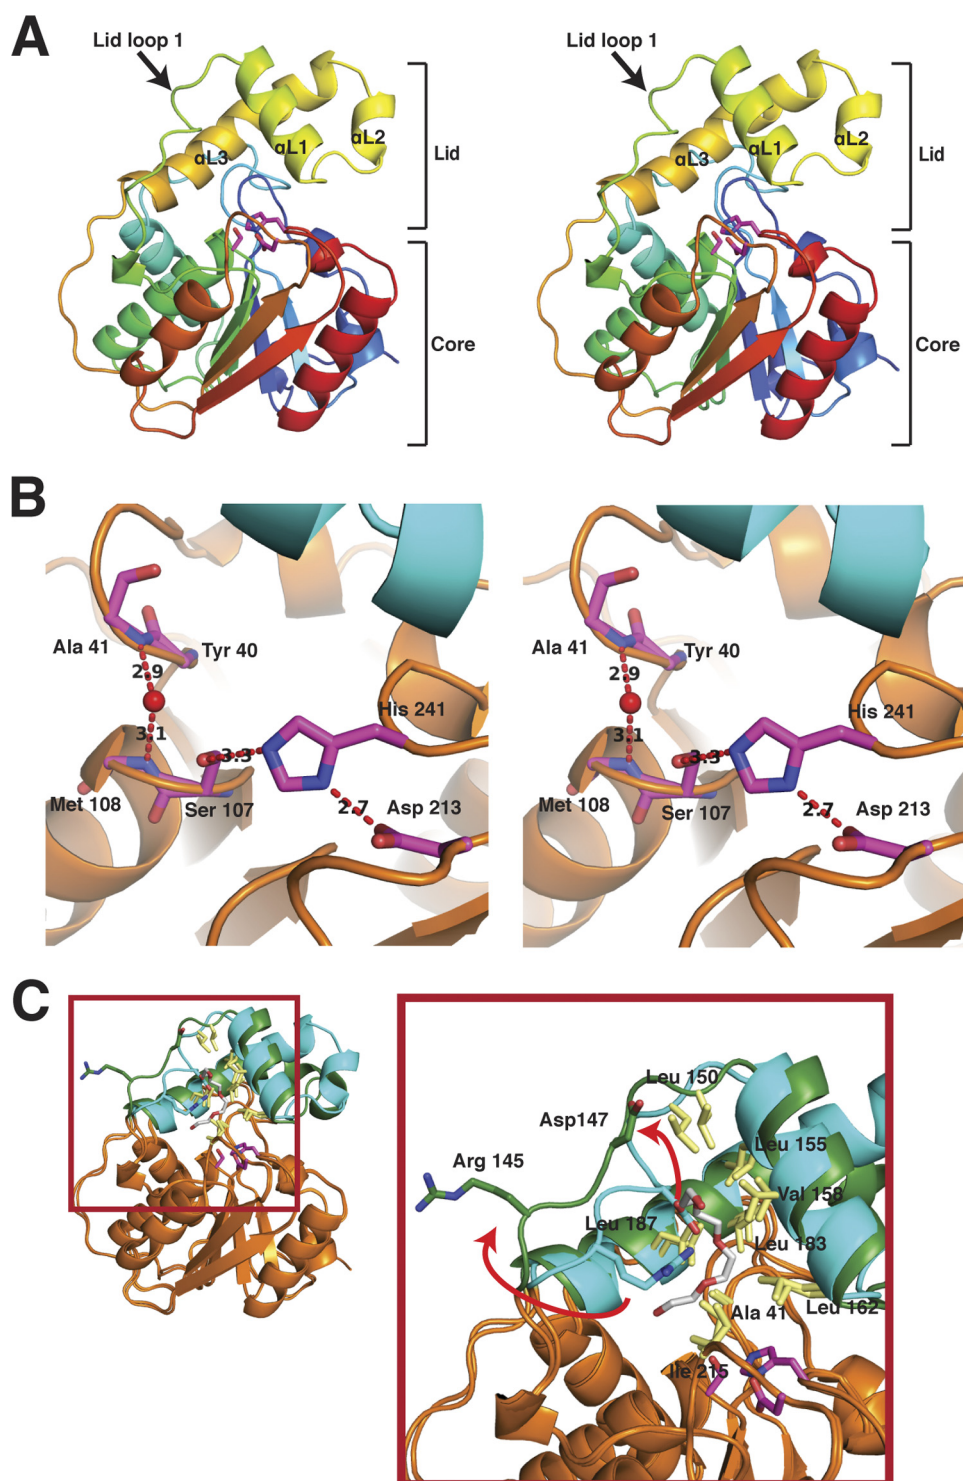 A
Lid loop 1
Lid loop 1
αL3
αL1
αL2
Lid
αL3
αL1
αL2
Lid
Core
Core
B
Ala 41
Tyr 40
2.9
3.1
His 241
3.3
Met 108
Ser 107
2.7
Asp 213
Ala 41
Tyr 40
2.9
3.1
His 241
3.3
Met 108
Ser 107
2.7
Asp 213
C
Leu 150
Asp147
Leu 155
Arg 145
Val 158
Leu 187
Leu 183
Leu 162
Ala 41
Ile 215